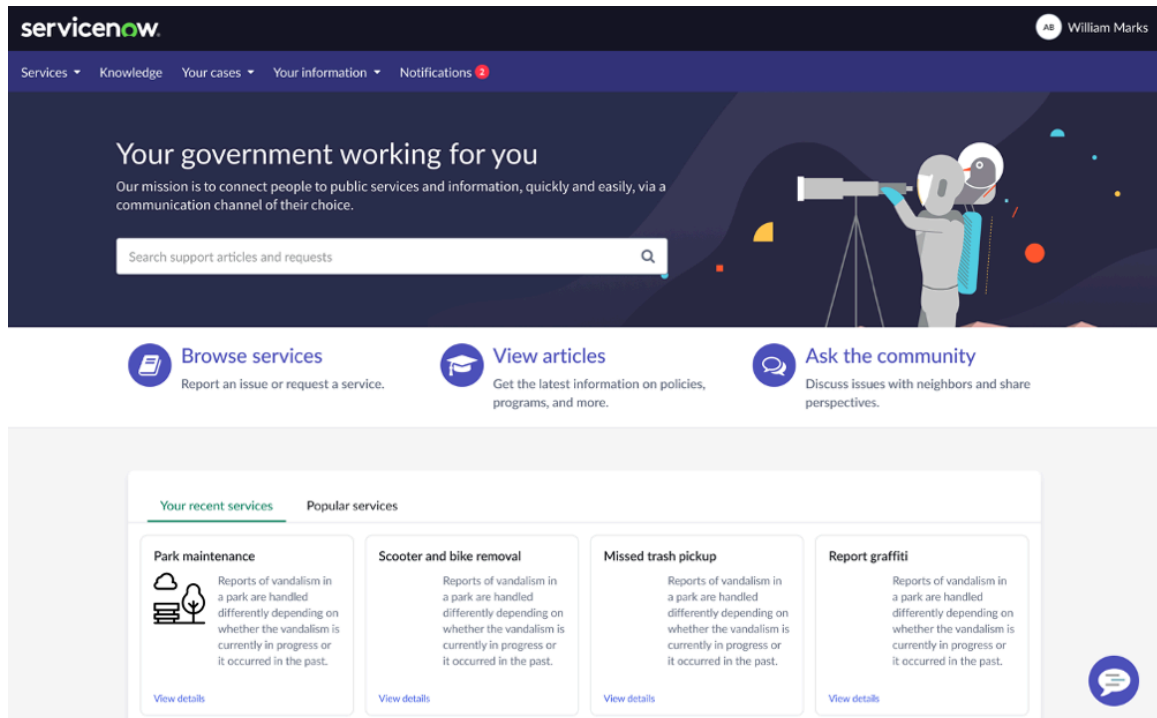 servicenow.
AB William Marks
Services Knowledge Your cases Your information Notifications 2
Your government working for you
Our mission is to connect people to public services and information, quickly and easily, via a
communication channel of their choice.
Search support articles and requests
Browse services
Report an issue or request a service.
View articles
Get the latest information on policies,
programs, and more.
Ask the community
Discuss issues with neighbors and share
perspectives.
Your recent services Popular services
Park maintenance
Reports of vandalism in
a park are handled
differently depending on
whether the vandalism is
currently in progress or
it occurred in the past.
View details
Scooter and bike removal
Reports of vandalism in
a park are handled
differently depending on
whether the vandalism is
currently in progress or
it occurred in the past.
View details
Missed trash pickup
Reports of vandalism in
a park are handled
differently depending on
whether the vandalism is
currently in progress or
it occurred in the past.
View details
Report graffiti
Reports of vandalism in
a park are handled
differently depending on
whether the vandalism is
currently in progress or
it occurred in the past.
View details